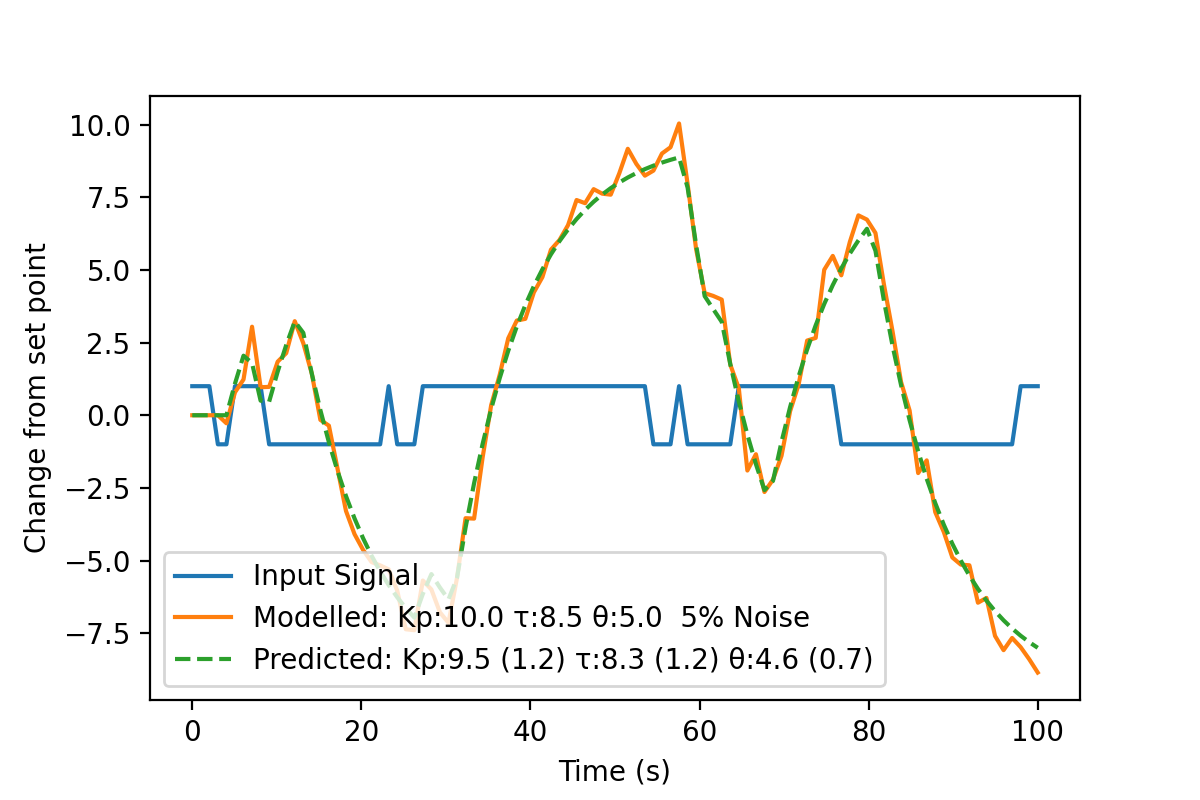 10.0
7.5
5.0
2.5
0.0
−2.5
−5.0
−7.5
Change from set point
Input Signal
Modelled: Kp:10.0 τ:8.5 θ:5.0  5% Noise
Predicted: Kp:9.5 (1.2) τ:8.3 (1.2) θ:4.6 (0.7)
0 20 40 60 80 100
Time (s)